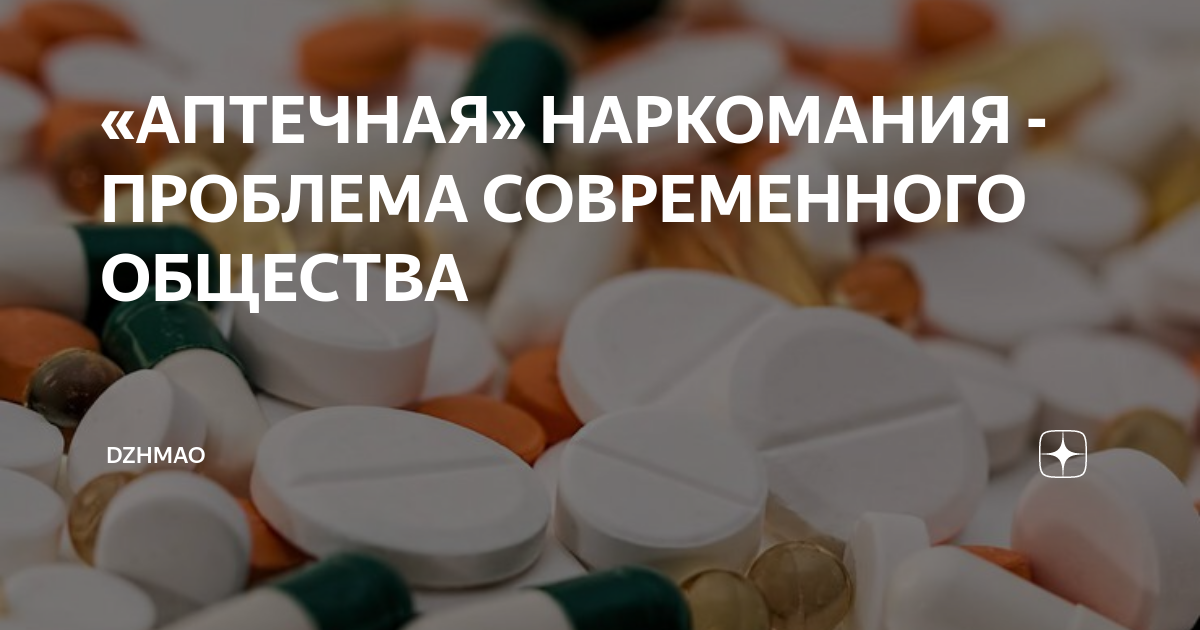 «АПТЕЧНАЯ» НАРКОМАНИЯ -
ПРОБЛЕМА СОВРЕМЕННОГО
ОБЩЕСТВА
DZHMAO